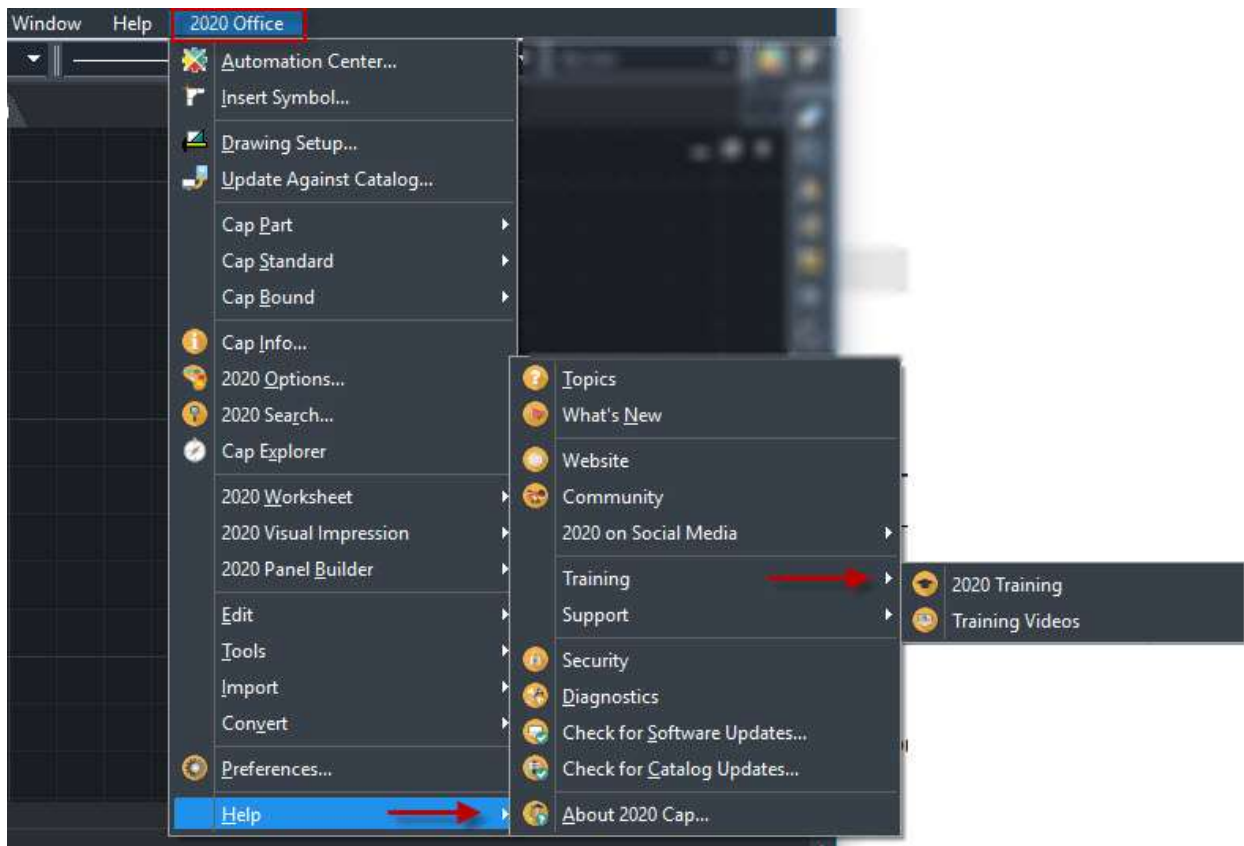 Window Help 2020 Office
Automation Center...
Insert Symbol...
Drawing Setup...
Update Against Catalog...
Cap Part
Cap Standard
Cap Bound
Cap Info...
2020 Options...
2020 Search...
Cap Explorer
2020 Worksheet
2020 Visual Impression
2020 Panel Builder
Edit
Tools
Import
Convert
Preferences...
Help
Topics
What's New
Website
Community
2020 on Social Media
Training
Support
Security
Diagnostics
Check for Software Updates...
Check for Catalog Updates...
About 2020 Cap...
2020 Training
Training Videos